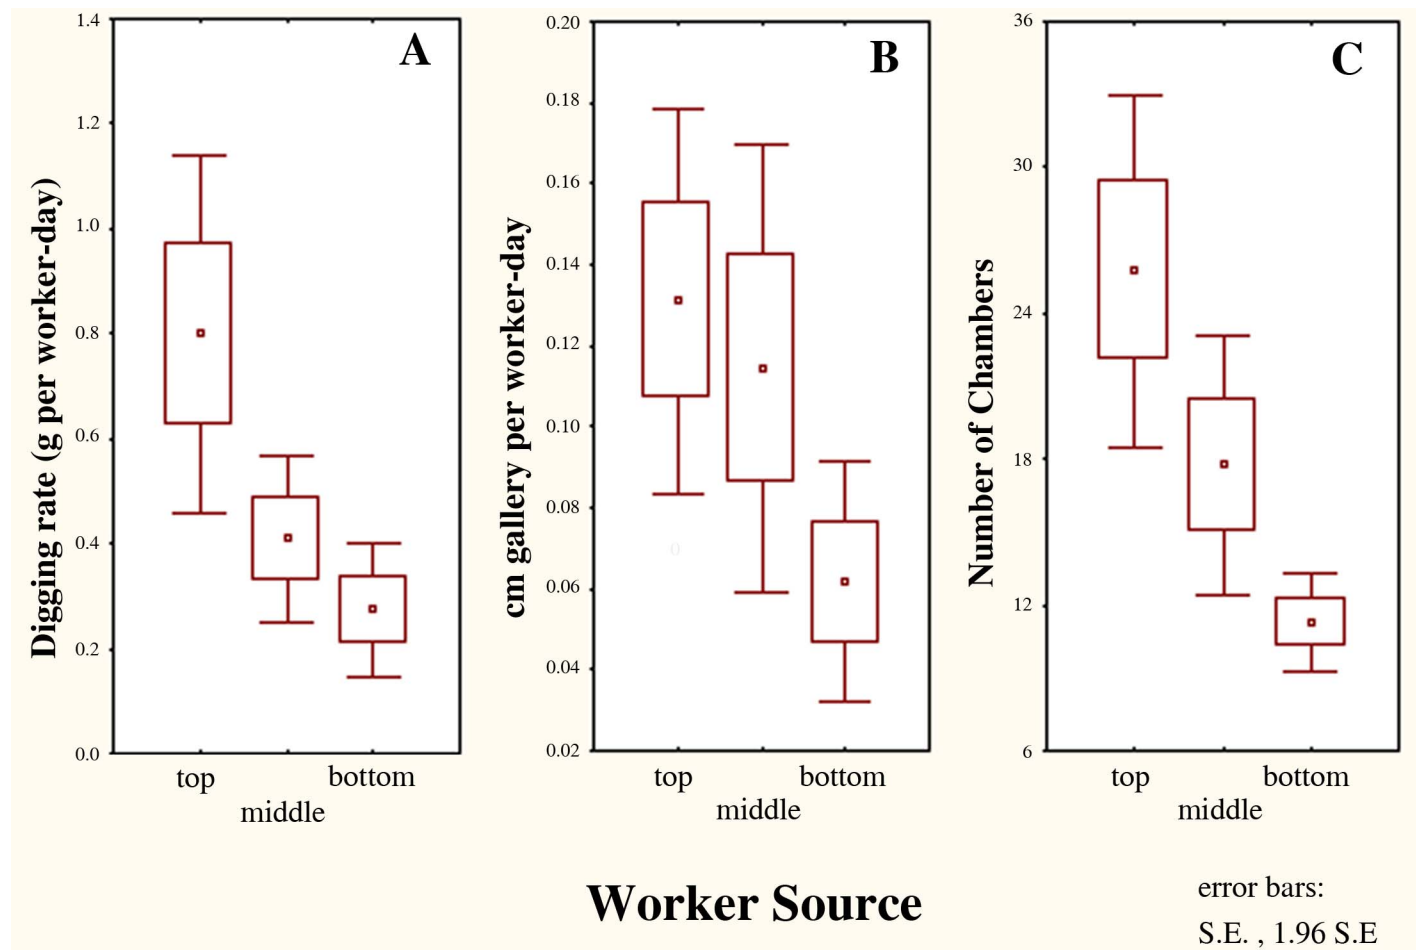 A
Digging rate (g per worker-day)
1.4
1.2
1.0
0.8
0.6
0.4
0.2
0.0
top
middle
bottom
B
cm gallery per worker-day
0.20
0.18
0.16
0.14
0.12
0.10
0.08
0.06
0.04
0.02
0
top
middle
bottom
C
Number of Chambers
36
30
24
18
12
6
top
middle
bottom
Worker Source
error bars:
S.E. , 1.96 S.E